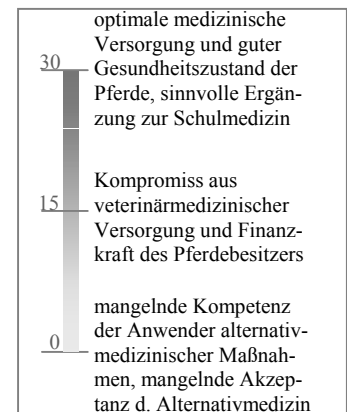 optimale medizinische
Versorgung und guter
30 Gesundheitszustand der
Pferde, sinnvolle Ergän-
zung zur Schulmedizin
Kompromiss aus
15 veterinärmedizinischer
Versorgung und Finanz-
kraft des Pferdebesitzers
mangelnde Kompetenz
der Anwender alternativ-
0 medizinischer Maßnah-
men, mangelnde Akzep-
tanz d. Alternativmedizin